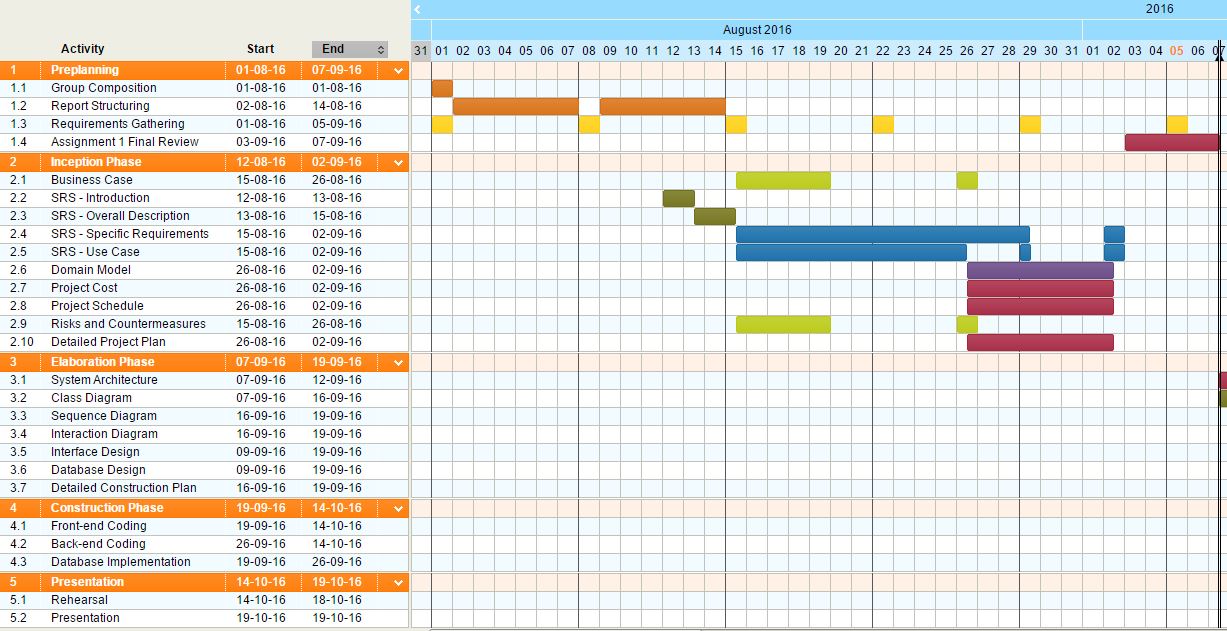 2016
August 2016
Activity Start End 31 01 02 03 04 05 06 07 08 09 10 11 12 13 14 15 16 17 18 19 20 21 22 23 24 25 26 27 28 29 30 31 01 02 03 04 05 06 07
1 Preplanning 01-08-16 07-09-16
1.1 Group Composition 01-08-16 01-08-16
1.2 Report Structuring 02-08-16 14-08-16
1.3 Requirements Gathering 01-08-16 05-09-16
1.4 Assignment 1 Final Review 03-09-16 07-09-16
2 Inception Phase 12-08-16 02-09-16
2.1 Business Case 15-08-16 26-08-16
2.2 SRS - Introduction 12-08-16 13-08-16
2.3 SRS - Overall Description 13-08-16 15-08-16
2.4 SRS - Specific Requirements 15-08-16 02-09-16
2.5 SRS - Use Case 15-08-16 02-09-16
2.6 Domain Model 26-08-16 02-09-16
2.7 Project Cost 26-08-16 02-09-16
2.8 Project Schedule 26-08-16 02-09-16
2.9 Risks and Countermeasures 15-08-16 26-08-16
2.10 Detailed Project Plan 26-08-16 02-09-16
3 Elaboration Phase 07-09-16 19-09-16
3.1 System Architecture 07-09-16 12-09-16
3.2 Class Diagram 07-09-16 16-09-16
3.3 Sequence Diagram 16-09-16 19-09-16
3.4 Interaction Diagram 16-09-16 19-09-16
3.5 Interface Design 09-09-16 19-09-16
3.6 Database Design 09-09-16 19-09-16
3.7 Detailed Construction Plan 16-09-16 19-09-16
4 Construction Phase 19-09-16 14-10-16
4.1 Front-end Coding 19-09-16 14-10-16
4.2 Back-end Coding 26-09-16 14-10-16
4.3 Database Implementation 19-09-16 26-09-16
5 Presentation 14-10-16 19-10-16
5.1 Rehearsal 14-10-16 18-10-16
5.2 Presentation 19-10-16 19-10-16